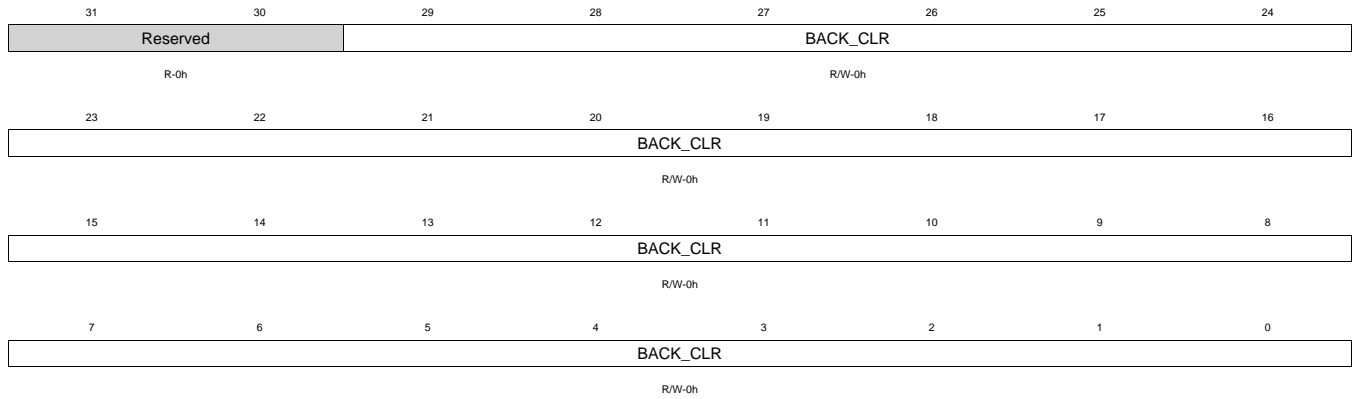 31 30 29 28 27 26 25 24
Reserved BACK_CLR
R-0h R/W-0h
23 22 21 20 19 18 17 16
BACK_CLR
R/W-0h
15 14 13 12 11 10 9 8
BACK_CLR
R/W-0h
7 6 5 4 3 2 1 0
BACK_CLR
R/W-0h